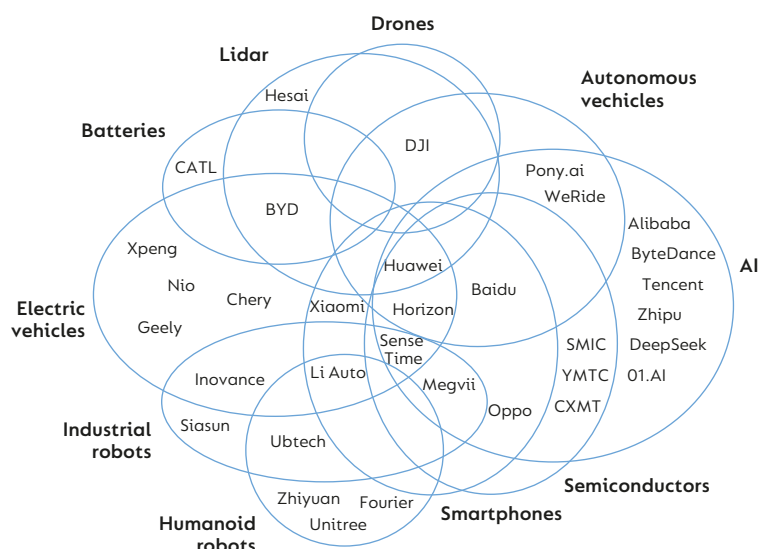 Drones
Lidar
Autonomous
vechicles
Hesai
Batteries
DJI
CATL
Pony.ai
WeRide
BYD
Alibaba
Xpeng
ByteDance
Huawei
AI
Nio
Baidu
Tencent
Chery
Xiaomi
Horizon
Electric
vehicles
Zhipu
Geely
Sense
Time
SMIC
DeepSeek
Inovance
Li Auto
Megvii
YMTC
01.AI
Oppo
CXMT
Industrial
robots
Siasun
Ubtech
Semiconductors
Zhiyuan
Fourier
Smartphones
Unitree
Humanoid
robots